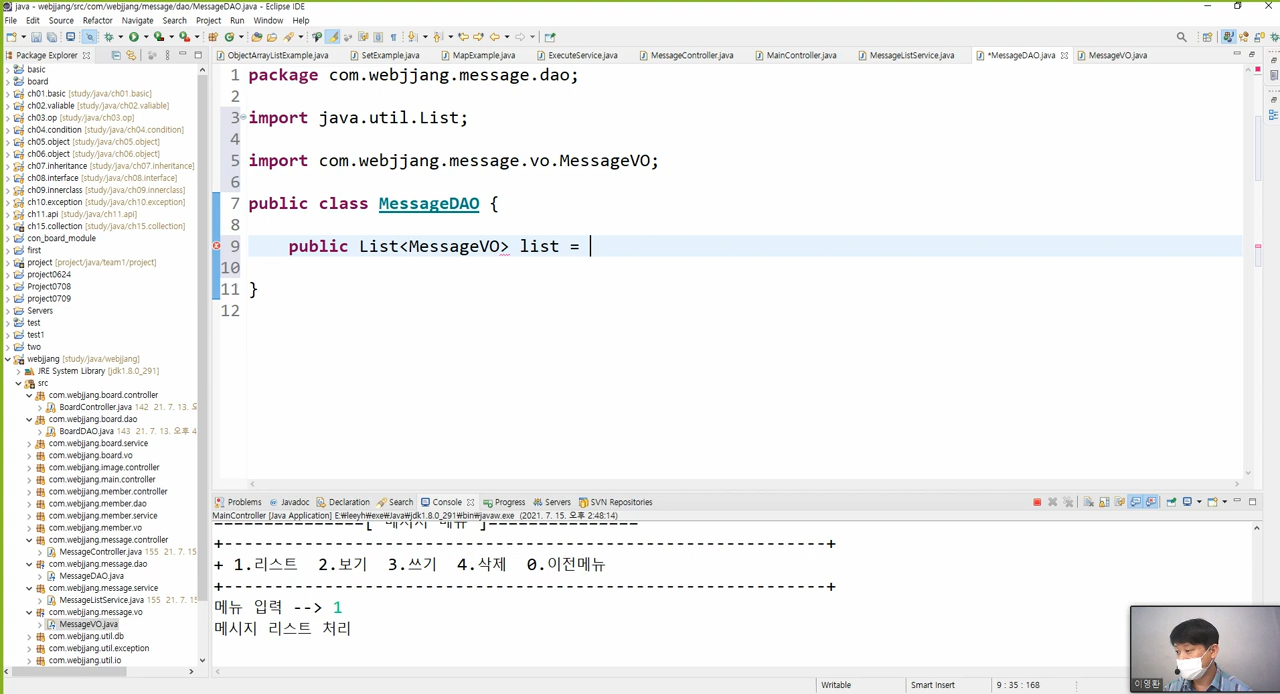 java - webjjang/src/com/webjjang/message/dao/MessageDAO.java - Eclipse IDE
File Edit Source Refactor Navigate Search Project Run Window Help
Package Explorer
ObjectArrayListExample.java SetExample.java MapExample.java ExecuteService.java MessageController.java MainController.java MessageListService.java *MessageDAO.java MessageVO.java
basic
board
ch01.basic [study/java/ch01.basic]
ch02.valiable [study/java/ch02.valiable]
ch03.op [study/java/ch03.op]
ch04.condition [study/java/ch04.condition]
ch05.object [study/java/ch05.object]
ch06.object [study/java/ch06.object]
ch07.inheritance [study/java/ch07.inheritance]
ch08.interface [study/java/ch08.interface]
ch09.innerclass [study/java/ch09.innerclass]
ch10.exception [study/java/ch10.exception]
ch11.api [study/java/ch11.api]
ch15.collection [study/java/ch15.collection]
con_board_module
first
project [project/java/team1/project]
project0624
Project0708
project0709
Servers
test
test1
two
webjjang [study/java/webjjang]
JRE System Library [jdk1.8.0_291]
src
com.webjjang.board.controller
BoardController.java 142 21. 7. 13. 오
com.webjjang.board.dao
BoardDAO.java 143 21. 7. 13. 오후 4
com.webjjang.board.service
com.webjjang.board.vo
com.webjjang.image.controller
com.webjjang.main.controller
com.webjjang.member.controller
com.webjjang.member.dao
com.webjjang.member.service
com.webjjang.member.vo
com.webjjang.message.controller
MessageController.java 155 21. 7. 15
com.webjjang.message.dao
MessageDAO.java
com.webjjang.message.service
MessageListService.java 155 21. 7. 15
com.webjjang.message.vo
MessageVO.java
com.webjjang.util.db
com.webjjang.util.exception
com.webjjang.util.io
1 package com.webjjang.message.dao;
2
3 import java.util.List;
4
5 import com.webjjang.message.vo.MessageVO;
6
7 public class MessageDAO {
8
9 public List<MessageVO> list =
10
11 }
12
Problems Javadoc Declaration Search Console Progress Servers SVN Repositories
MainController [Java Application] E:\leeyh\exe\Java\jdk1.8.0_291\bin\javaw.exe (2021. 7. 15. 오후 2:48:14)
===============[ 메시지 메뉴 ]===============
+------------------------------------------------------------+
+ 1.리스트 2.보기 3.쓰기 4.삭제 0.이전메뉴
+------------------------------------------------------------+
메뉴 입력 --> 1
메시지 리스트 처리
이영환
Writable Smart Insert 9 : 35 : 168